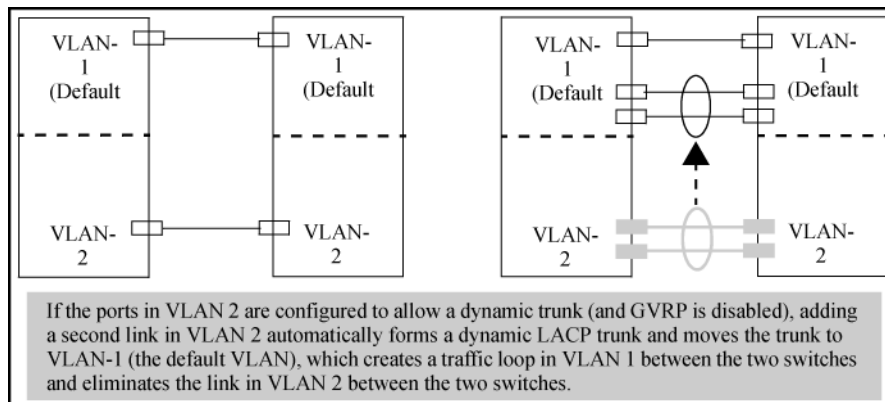 VLAN-
1
(Default
VLAN-
1
(Default
VLAN-
2
VLAN-
2
VLAN-
1
(Default
VLAN-
1
(Default
VLAN-
2
VLAN-
2
If the ports in VLAN 2 are configured to allow a dynamic trunk (and GVRP is disabled), adding
a second link in VLAN 2 automatically forms a dynamic LACP trunk and moves the trunk to
VLAN-1 (the default VLAN), which creates a traffic loop in VLAN 1 between the two switches
and eliminates the link in VLAN 2 between the two switches.